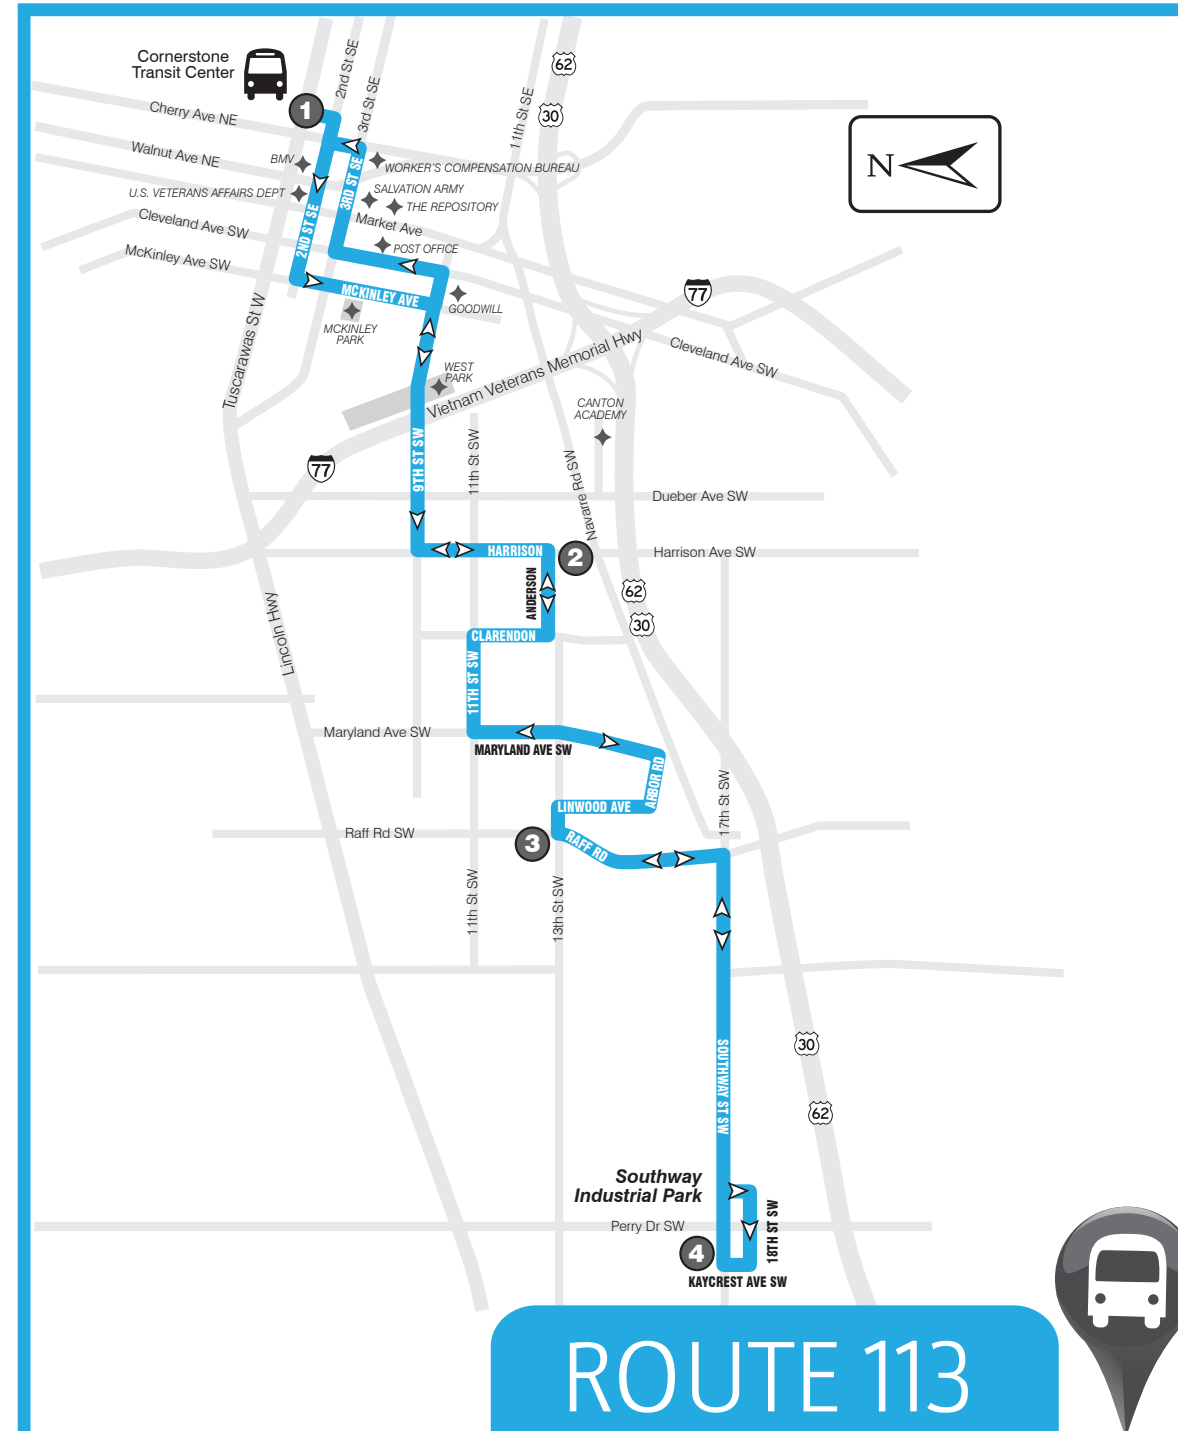 Cornerstone
Transit Center
2nd St SE
3rd St SE
11th St SE
62
30
1
Cherry Ave NE
Walnut Ave NE
BMV
WORKER'S COMPENSATION BUREAU
N
U.S. VETERANS AFFAIRS DEPT
3RD ST SE
SALVATION ARMY
THE REPOSITORY
Cleveland Ave SW
2ND ST SE
Market Ave
POST OFFICE
McKinley Ave SW
MCKINLEY AVE
GOODWILL
77
MCKINLEY
PARK
Tuscarawas St W
Vietnam Veterans Memorial Hwy
Cleveland Ave SW
WEST
PARK
CANTON
ACADEMY
9TH ST SW
11th St SW
Navarre Rd SW
77
Dueber Ave SW
HARRISON
2
Harrison Ave SW
ANDERSON
62
30
Lincoln Hwy
CLARENDON
11TH ST SW
Maryland Ave SW
MARYLAND AVE SW
ARBOR RD
LINWOOD AVE
17th St SW
Raff Rd SW
3
RAFF RD
11th St SW
13th St SW
SOUTHWAY ST SW
30
62
Southway
Industrial Park
Perry Dr SW
18TH ST SW
4
KAYCREST AVE SW
ROUTE 113